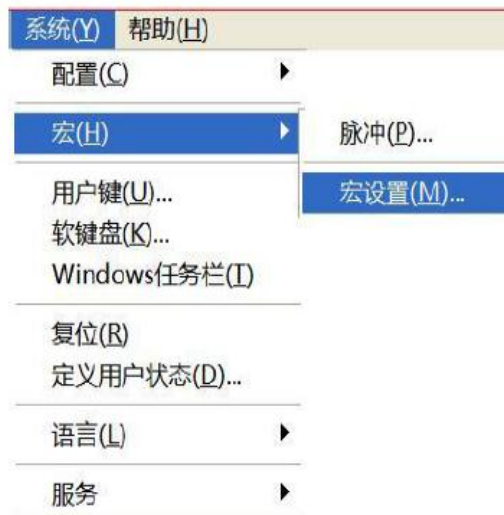 系统(Y) 帮助(H)
配置(C)
宏(H) 脉冲(P)...
宏设置(M)...
用户键(U)...
软键盘(K)...
Windows任务栏(T)
复位(R)
定义用户状态(D)...
语言(L)
服务